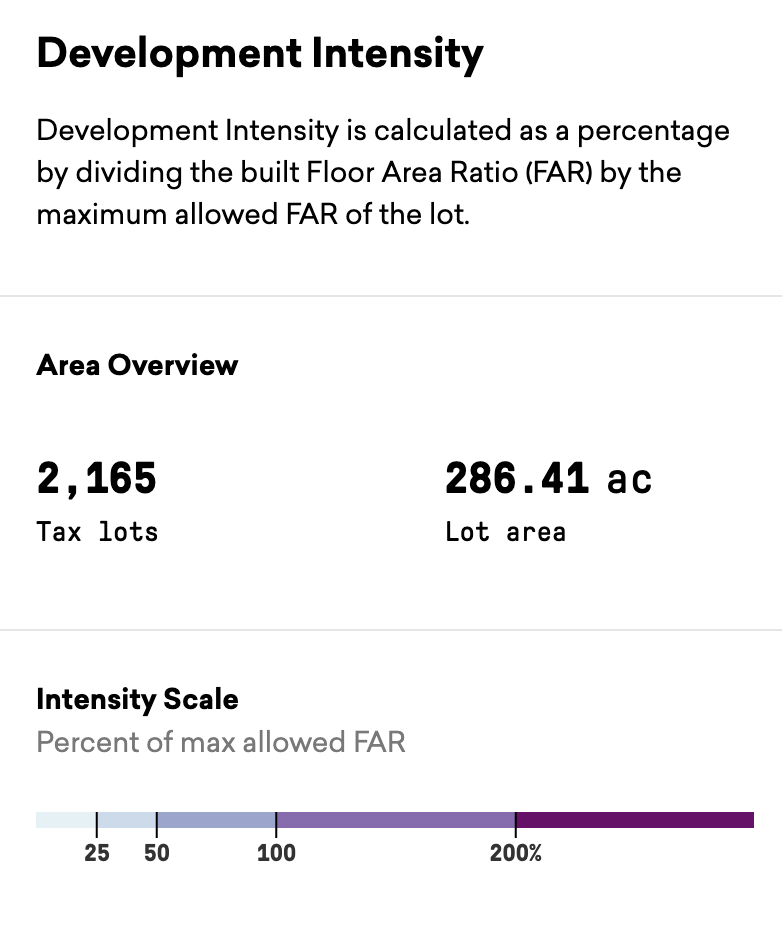 Development Intensity
Development Intensity is calculated as a percentage
by dividing the built Floor Area Ratio (FAR) by the
maximum allowed FAR of the lot.
Area Overview
2,165 286.41 ac
Tax lots Lot area
Intensity Scale
Percent of max allowed FAR
25 50 100 200%